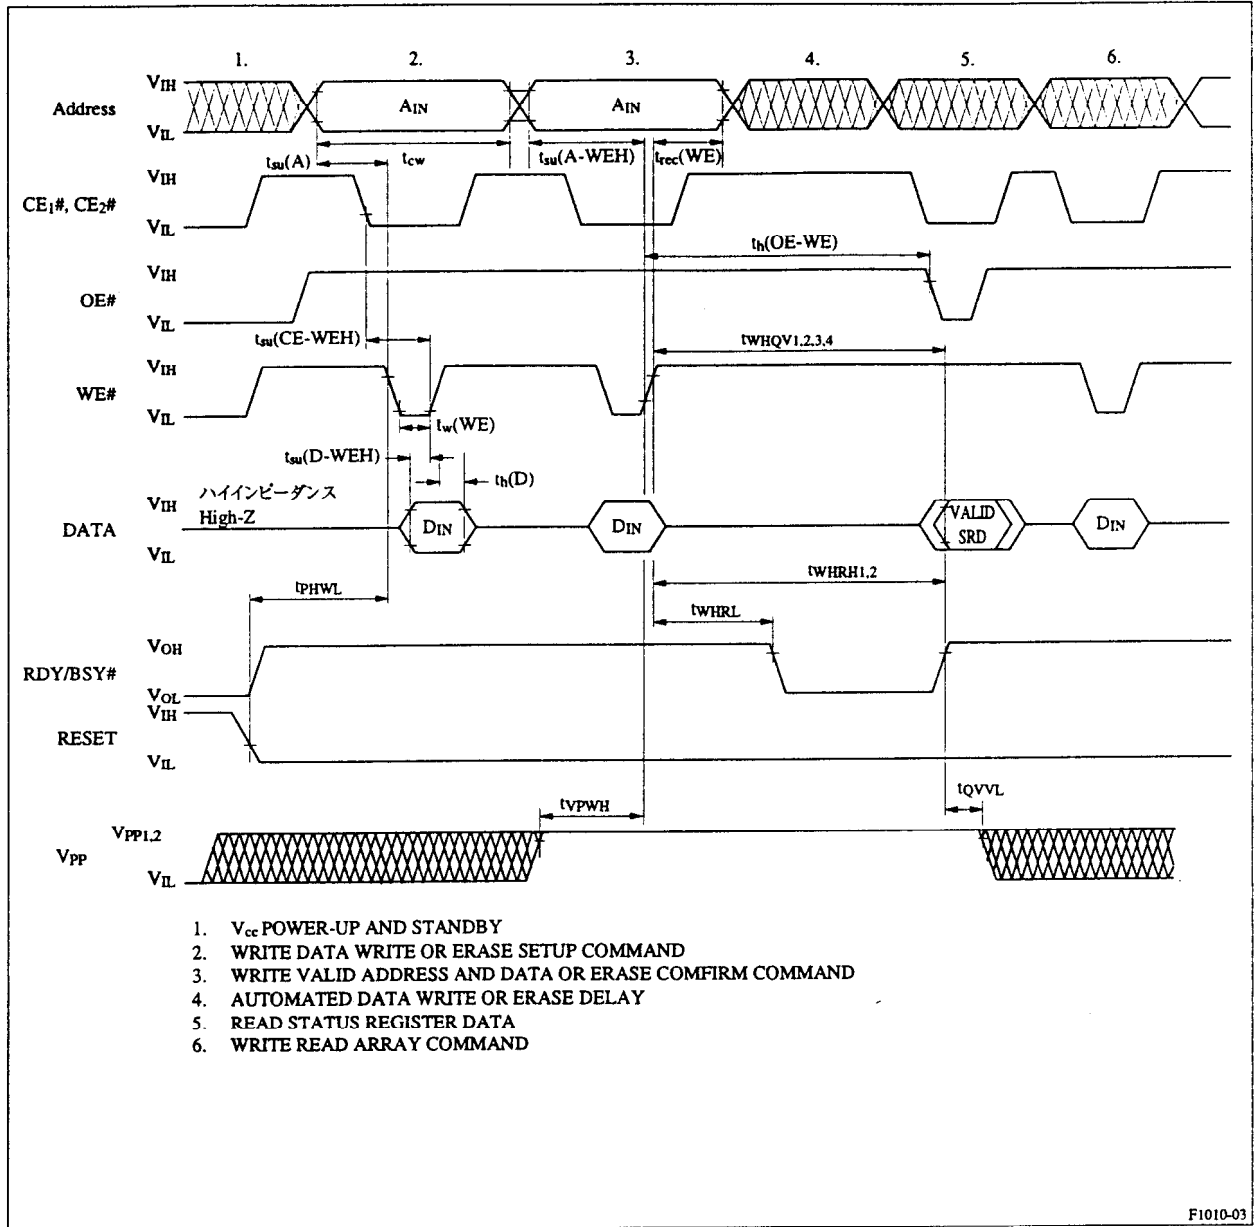 1. 2. 3. 4. 5. 6.
VIH
Address AIN AIN
VIL
tsu(A) tcw tsu(A-WEH) trec(WE)
VIH
CE1#, CE2#
VIL
th(OE-WE)
VIH
OE#
VIL
tsu(CE-WEH) tWHQV1,2,3,4
VIH
WE#
VIL
tw(WE)
tsu(D-WEH)
th(D)
VIH ハイインピーダンス
High-Z
DATA DIN DIN VALID SRD DIN
VIL
tPHWL tWHRH1,2
tWHRL
VOH
RDY/BSY#
VOL
VIH
RESET
VIL
tVPWH tQVVL
VPP1,2
VPP
VIL
1. Vcc POWER-UP AND STANDBY
2. WRITE DATA WRITE OR ERASE SETUP COMMAND
3. WRITE VALID ADDRESS AND DATA OR ERASE COMFIRM COMMAND
4. AUTOMATED DATA WRITE OR ERASE DELAY
5. READ STATUS REGISTER DATA
6. WRITE READ ARRAY COMMAND
F1010-03